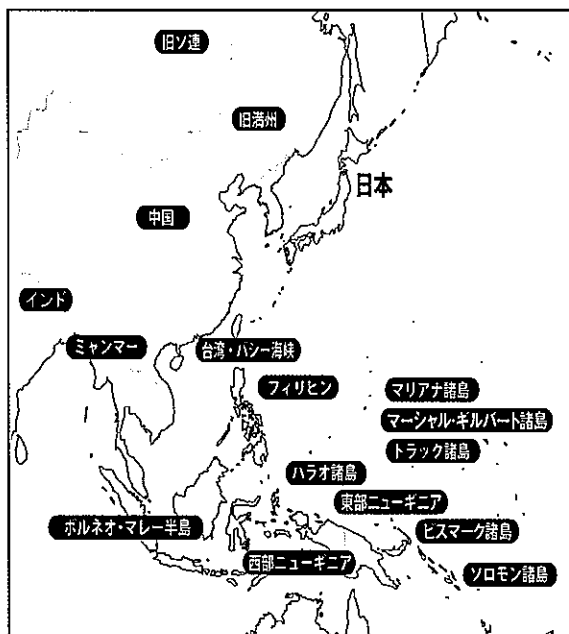 旧ソ連
旧満州
日本
中国
インド
ミャンマー
台湾・バシー海峡
フィリピン
マリアナ諸島
マーシャル・ギルバート諸島
トラック諸島
パラオ諸島
東部ニューギニア
ボルネオ・マレー半島
ビスマーク諸島
西部ニューギニア
ソロモン諸島